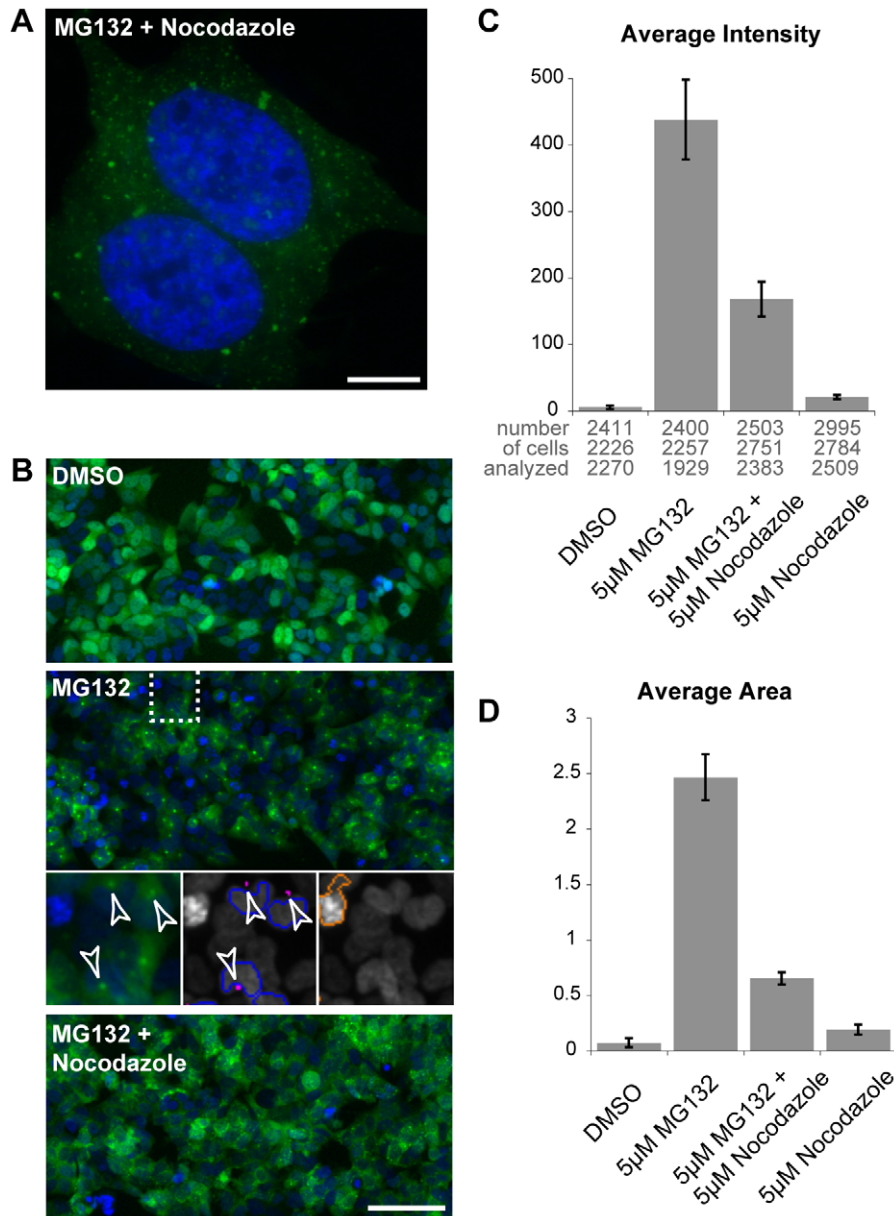 A
MG132 + Nocodazole
B
DMSO
MG132
MG132 +
Nocodazole
C
Average Intensity
500
400
300
200
100
0
number 2411 2400 2503 2995
of cells 2226 2257 2751 2784
analyzed 2270 1929 2383 2509
DMSO
5µM MG132
5µM MG132 +
5µM Nocodazole
5µM Nocodazole
D
Average Area
3
2.5
2
1.5
1
0.5
0
DMSO
5µM MG132
5µM MG132 +
5µM Nocodazole
5µM Nocodazole